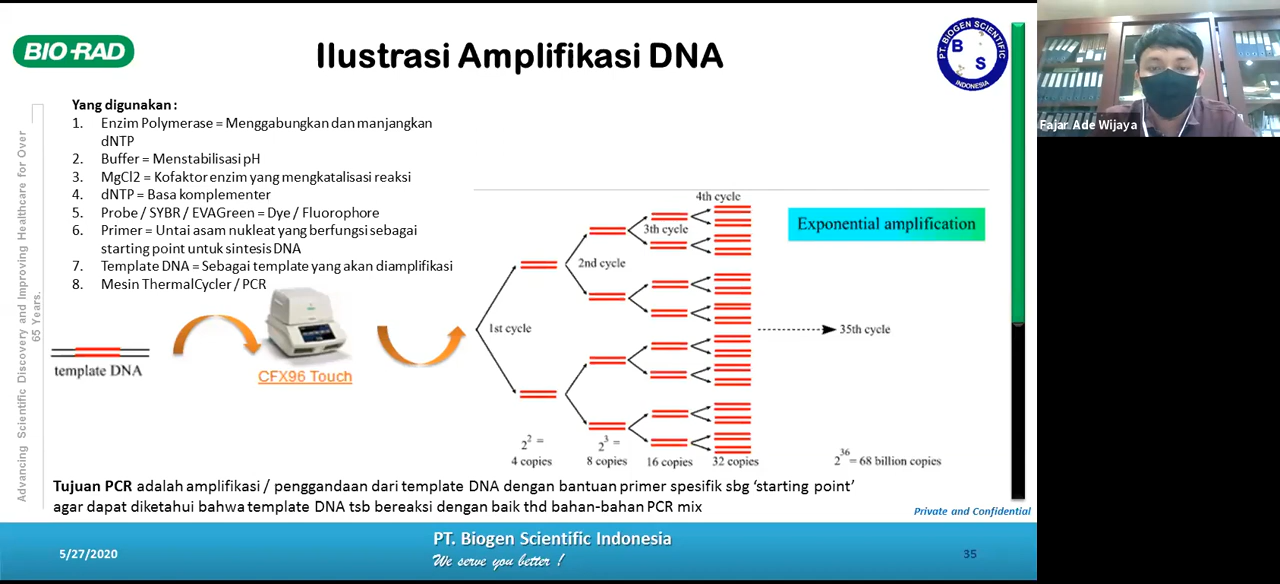 BIO-RAD
Ilustrasi Amplifikasi DNA
PT. BIOGEN SCIENTIFIC
B
S
INDONESIA
Fajar Ade Wijaya
Advancing Scientific Discovery and Improving Healthcare for Over
65 Years.
Yang digunakan :
1. Enzim Polymerase = Menggabungkan dan manjangkan
dNTP
2. Buffer = Menstabilisasi pH
3. MgCl2 = Kofaktor enzim yang mengkatalisasi reaksi
4. dNTP = Basa komplementer
5. Probe / SYBR / EVAGreen = Dye / Fluorophore
6. Primer = Untai asam nukleat yang berfungsi sebagai
starting point untuk sintesis DNA
7. Template DNA = Sebagai template yang akan diamplifikasi
8. Mesin ThermalCycler / PCR
template DNA
CFX96 Touch
1st cycle
2nd cycle
3th cycle
4th cycle
Exponential amplification
35th cycle
2² =
4 copies
2³ =
8 copies
16 copies
32 copies
2³⁶ = 68 billion copies
Tujuan PCR adalah amplifikasi / penggandaan dari template DNA dengan bantuan primer spesifik sbg ‘starting point’
agar dapat diketahui bahwa template DNA tsb bereaksi dengan baik thd bahan-bahan PCR mix
Private and Confidential
5/27/2020
PT. Biogen Scientific Indonesia
We serve you better !
35